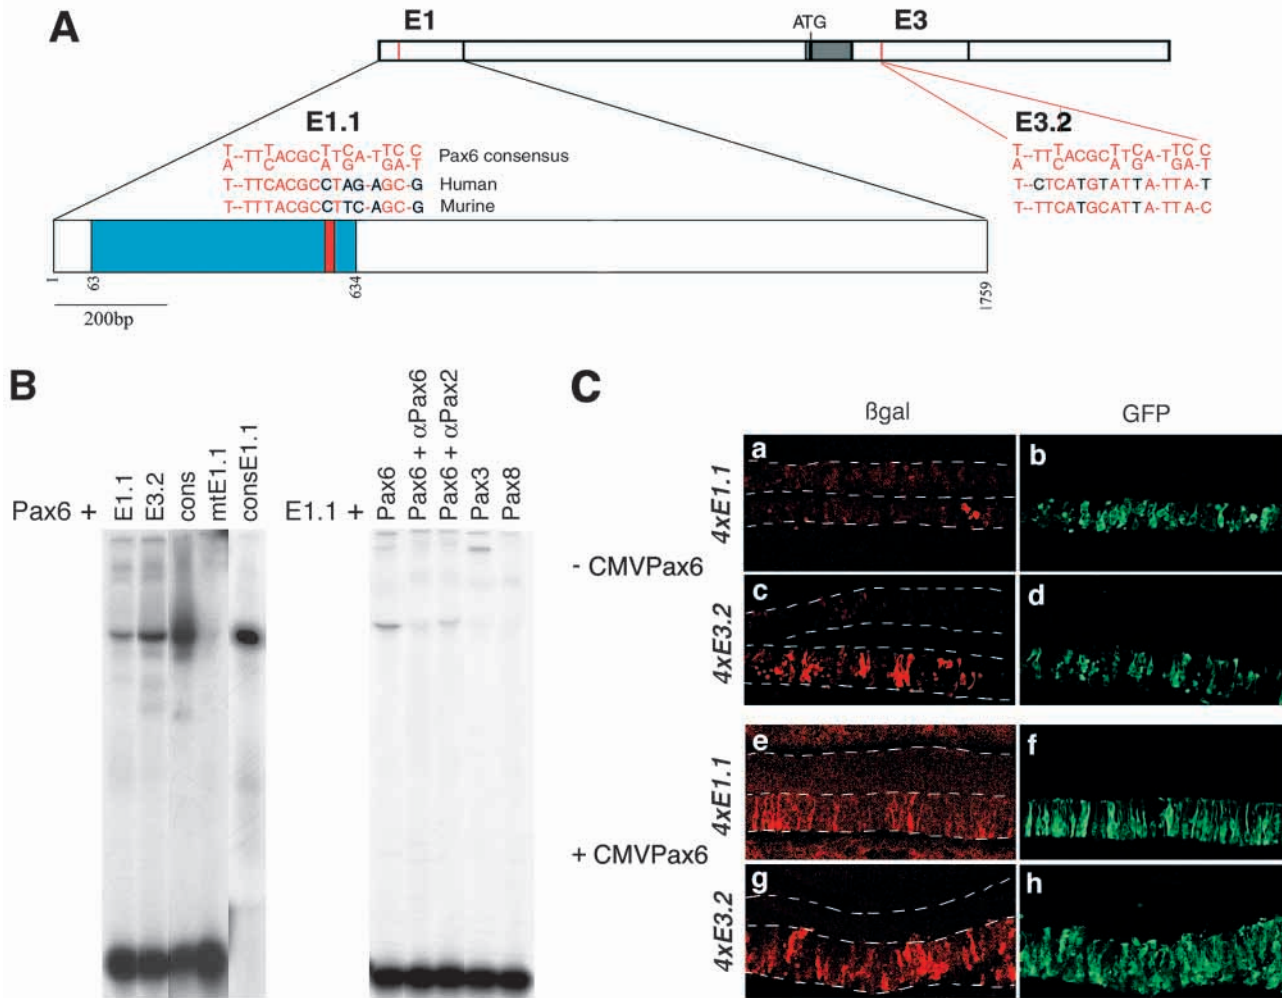 A
E1
ATG
E3
E1.1
T--TTTACGCTTCA-TTCC
A C AG GA-T
Pax6 consensus
T--TTCACGCCTAG-AGC-G
Human
T--TTTACGCCTTC-AGC-G
Murine
E3.2
T--TTTACGCTTCA-TTCC
A C AG GA-T
T--CTCATGTATTA-TTA-T
T--TTCATGCATTA-TTA-C
1
63
634
1759
200bp
B
Pax6 +
E1.1
E3.2
cons
mtE1.1
consE1.1
E1.1 +
Pax6
Pax6 + αPax6
Pax6 + αPax2
Pax3
Pax8
C
ßgal
GFP
- CMVPax6
4xE1.1
a
b
4xE3.2
c
d
+ CMVPax6
4xE1.1
e
f
4xE3.2
g
h